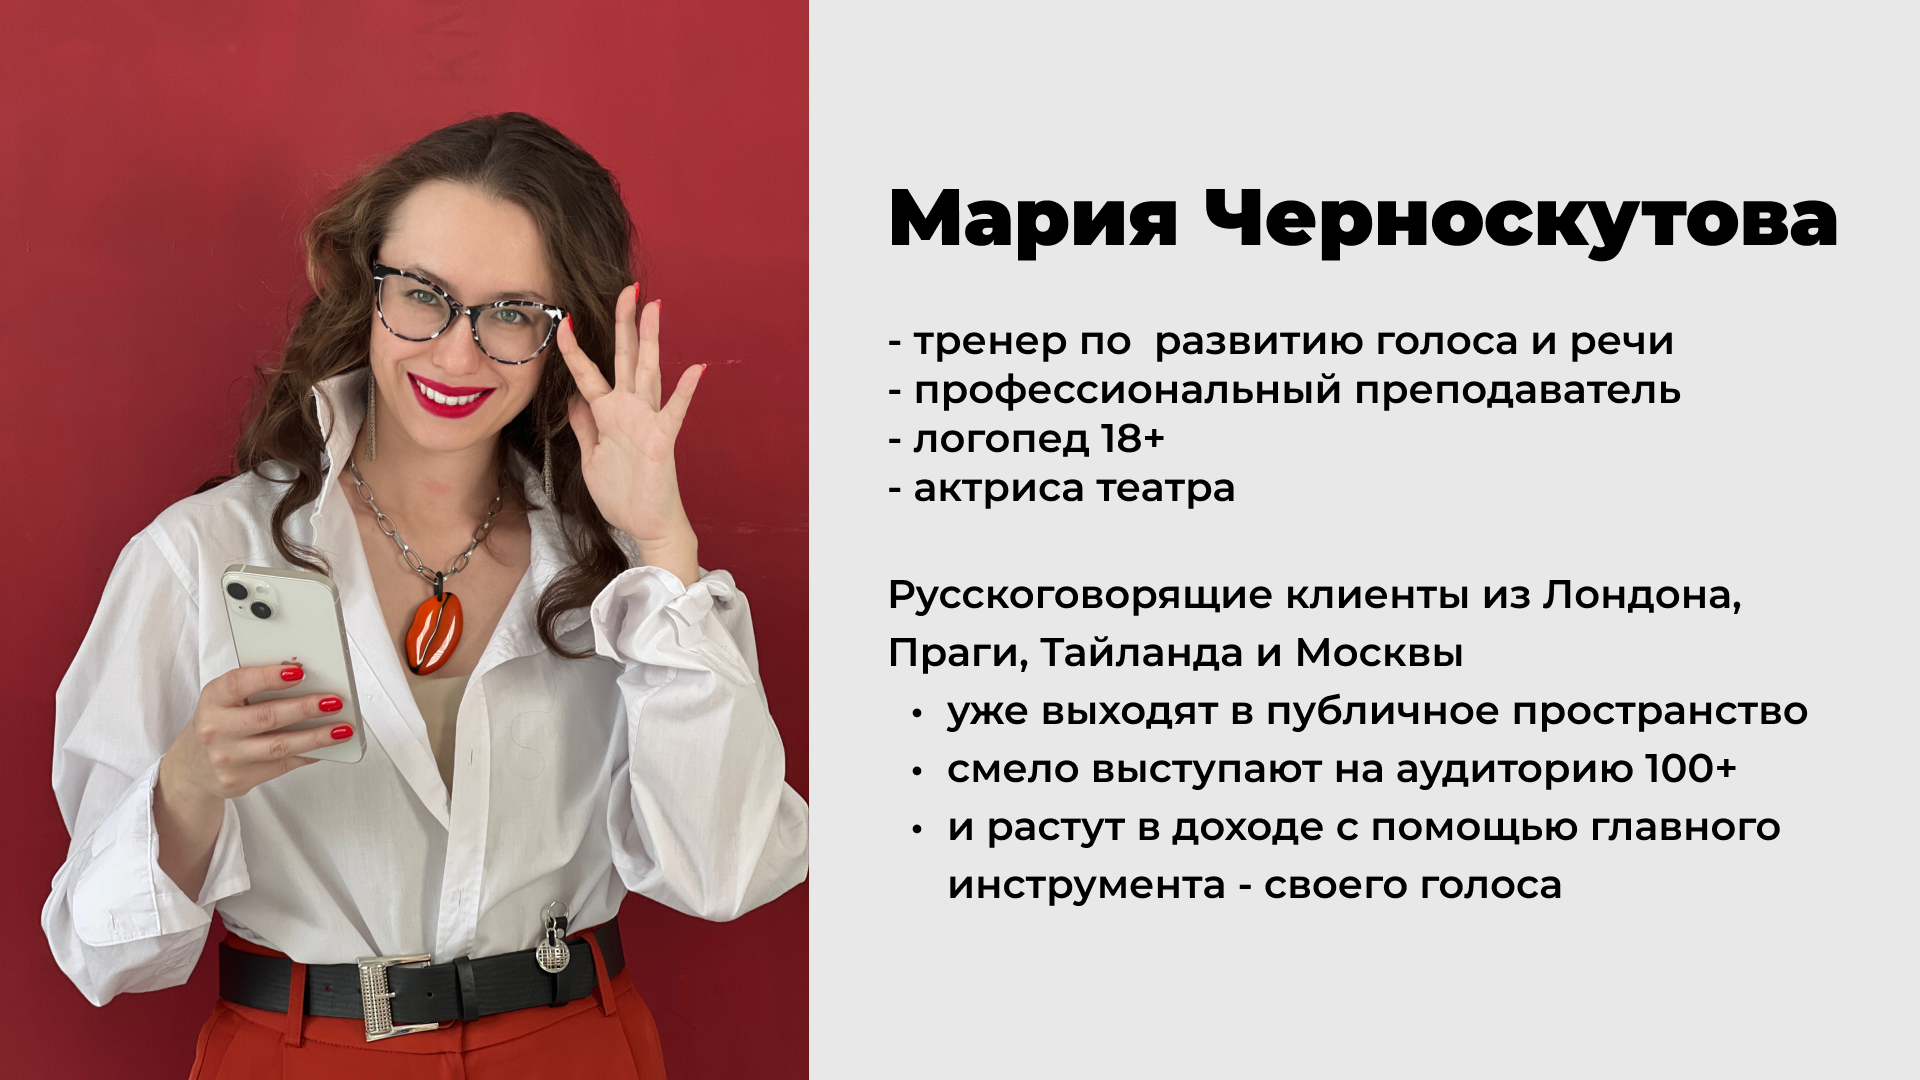 Мария Черноскутова
- тренер по  развитию голоса и речи
- профессиональный преподаватель
- логопед 18+
- актриса театра
Русскоговорящие клиенты из Лондона,
Праги, Тайланда и Москвы
• уже выходят в публичное пространство
• смело выступают на аудиторию 100+
• и растут в доходе с помощью главного
инструмента - своего голоса